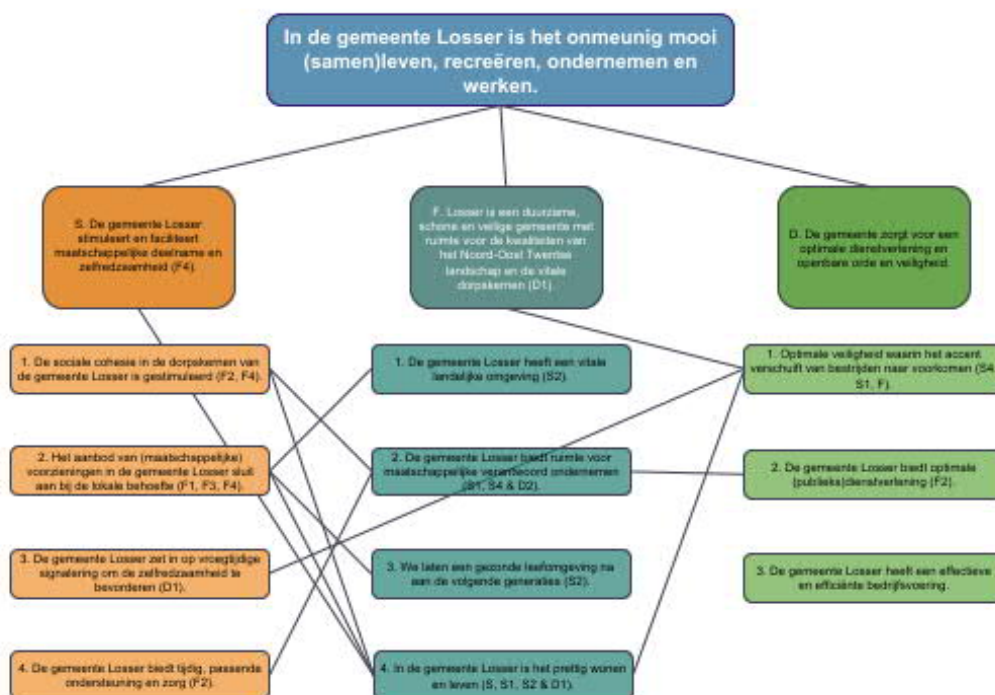 In de gemeente Losser is het onmeunig mooi
(samen)leven, recreëren, ondernemen en
werken.
S. De gemeente Losser
stimuleert en faciliteert
maatschappelijke deelname en
zelfredzaamheid (F4).
F. Losser is een duurzame,
schone en veilige gemeente met
ruimte voor de kwaliteiten van
het Noord-Oost Twentse
landschap en de vitale
dorpskernen (D1).
D. De gemeente zorgt voor een
optimale dienstverlening en
openbare orde en veiligheid.
1. De sociale cohesie in de dorpskernen van
de gemeente Losser is gestimuleerd (F2, F4).
1. De gemeente Losser heeft een vitale
landelijke omgeving (S2).
1. Optimale veiligheid waarin het accent
verschuift van bestrijden naar voorkomen (S4,
S1, F).
2. Het aanbod van (maatschappelijke)
voorzieningen in de gemeente Losser sluit
aan bij de lokale behoefte (F1, F3, F4).
2. De gemeente Losser biedt ruimte voor
maatschappelijke verantwoord ondernemen
(S1, S4 & D2).
2. De gemeente Losser biedt optimale
(publieks)dienstverlening (F2).
3. De gemeente Losser zet in op vroegtijdige
signalering om de zelfredzaamheid te
bevorderen (D1).
3. We laten een gezonde leefomgeving na
aan de volgende generaties (S2).
3. De gemeente Losser heeft een effectieve
en efficiënte bedrijfsvoering.
4. De gemeente Losser biedt tijdig, passende
ondersteuning en zorg (F2).
4. In de gemeente Losser is het prettig wonen
en leven (S, S1, S2 & D1).